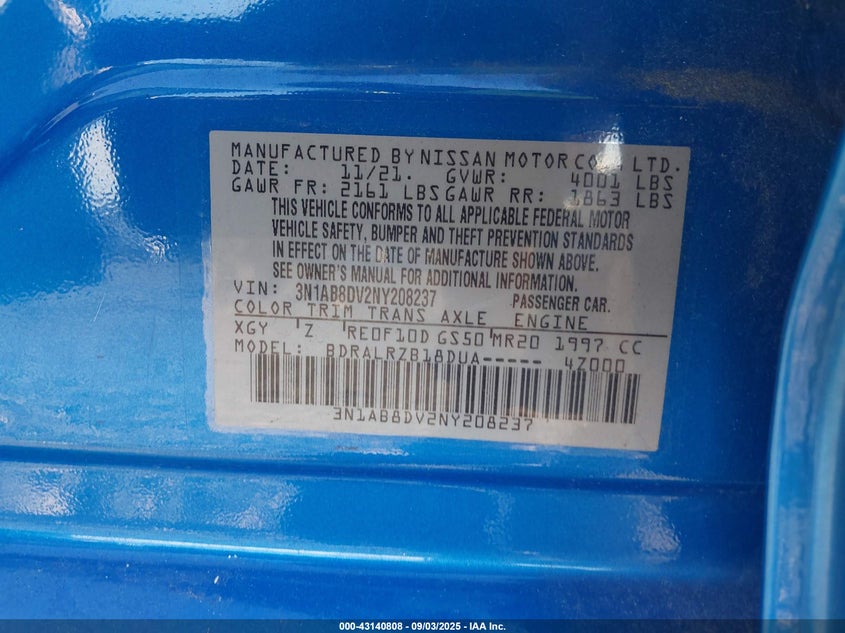 MANUFACTURED BY NISSAN MOTOR CO., LTD.
DATE: 11/21. GVWR: 4001 LBS
GAWR FR: 2161 LBS GAWR RR: 1863 LBS
THIS VEHICLE CONFORMS TO ALL APPLICABLE FEDERAL MOTOR
VEHICLE SAFETY, BUMPER AND THEFT PREVENTION STANDARDS
IN EFFECT ON THE DATE OF MANUFACTURE SHOWN ABOVE.
SEE OWNER'S MANUAL FOR ADDITIONAL INFORMATION.
VIN: 3N1AB8DV2NY208237 PASSENGER CAR.
COLOR TRIM TRANS AXLE ENGINE
XGY Z RE0F10D GS50 MR20 1997 CC
MODEL: BDRALRZB18DUA----- 4Z000
3N1AB8DV2NY208237
000-43140808 - 09/03/2025 - IAA Inc.